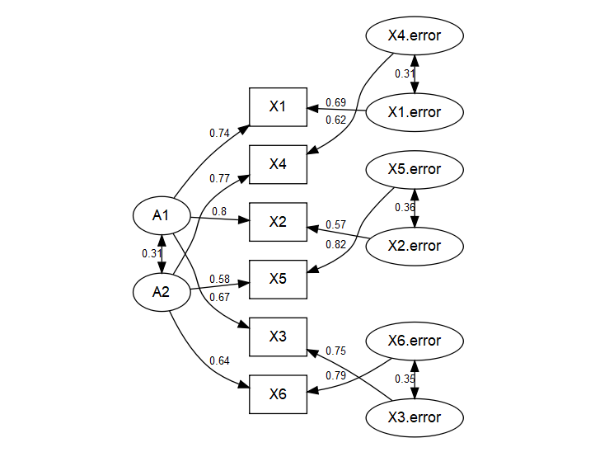 X4.error
0.31
X1
0.69
X1.error
0.62
0.74
X4
X5.error
0.77
0.36
A1
0.8
X2
0.57
X2.error
0.82
0.31
A2
0.58
X5
0.67
X3
X6.error
0.75
0.64
X6
0.79
0.35
X3.error